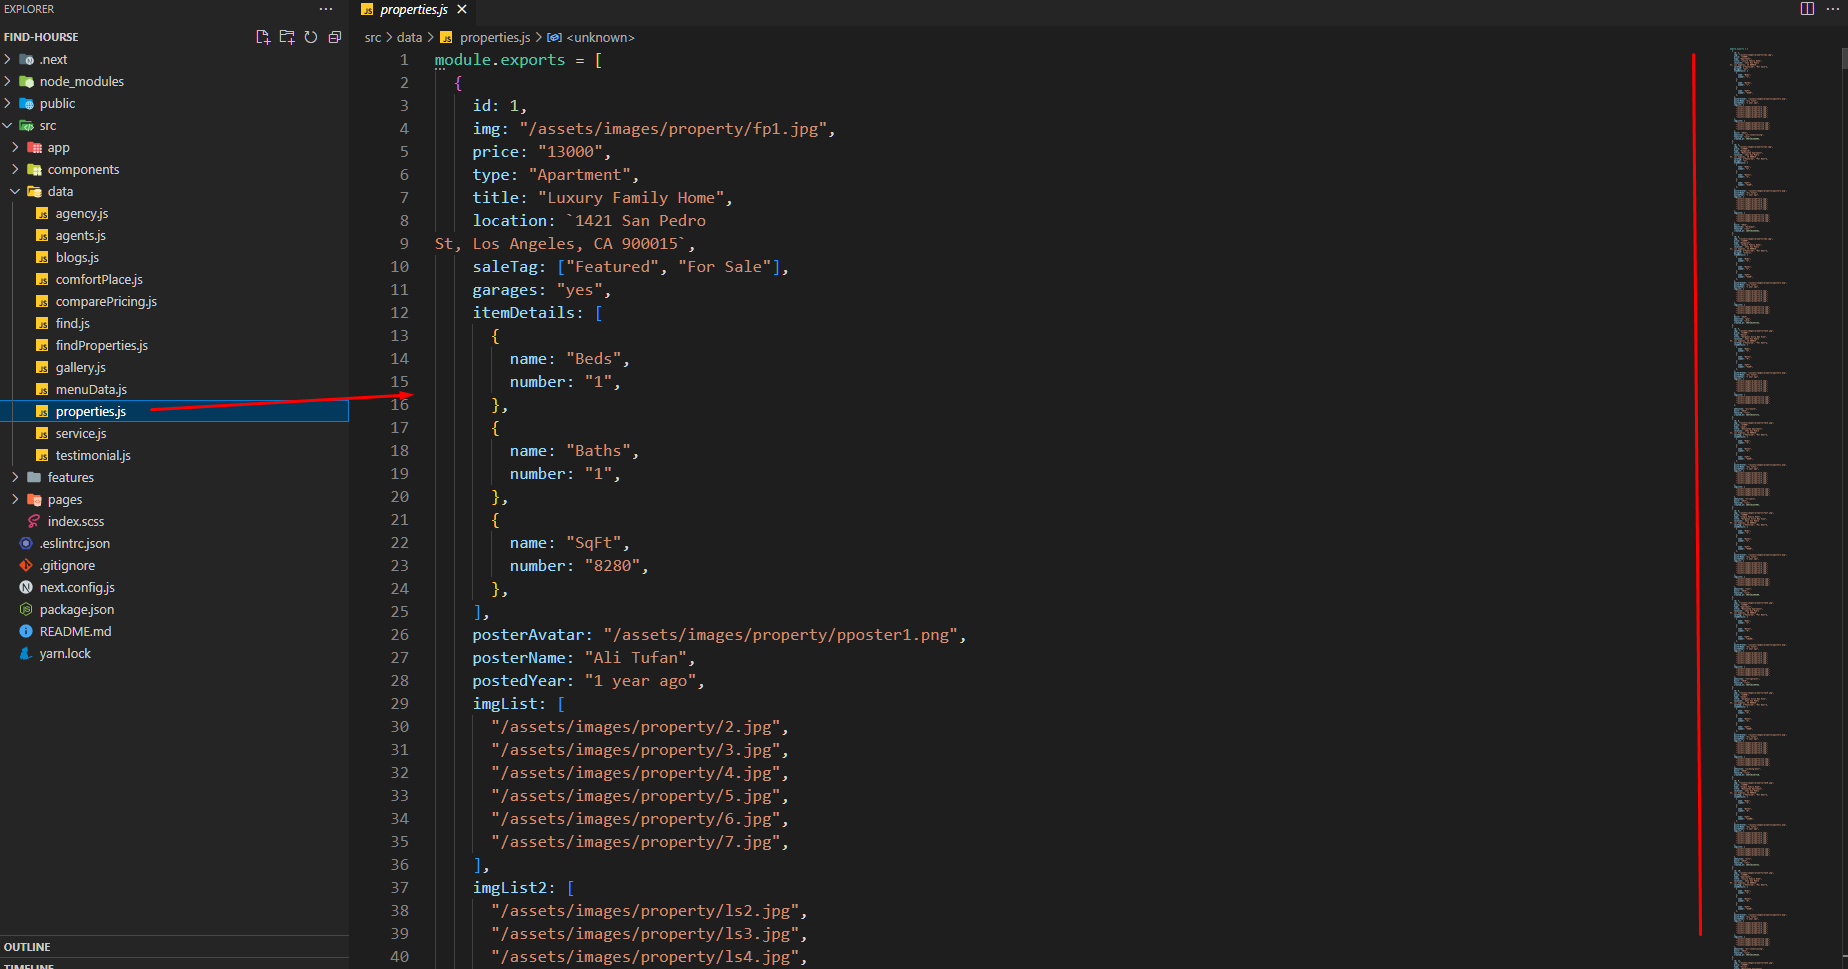 EXPLORER
FIND-HOURSE
.next
node_modules
public
src
app
components
data
agency.js
agents.js
blogs.js
comfortPlace.js
comparePricing.js
find.js
findProperties.js
gallery.js
menuData.js
properties.js
service.js
testimonial.js
features
pages
index.scss
.eslintrc.json
.gitignore
next.config.js
package.json
README.md
yarn.lock
OUTLINE
TIMELINE
properties.js
src > data > properties.js > <unknown>
1 module.exports = [
2 {
3 id: 1,
4 img: "/assets/images/property/fp1.jpg",
5 price: "13000",
6 type: "Apartment",
7 title: "Luxury Family Home",
8 location: `1421 San Pedro
9 St, Los Angeles, CA 900015`,
10 saleTag: ["Featured", "For Sale"],
11 garages: "yes",
12 itemDetails: [
13 {
14 name: "Beds",
15 number: "1",
16 },
17 {
18 name: "Baths",
19 number: "1",
20 },
21 {
22 name: "SqFt",
23 number: "8280",
24 },
25 ],
26 posterAvatar: "/assets/images/property/pposter1.png",
27 posterName: "Ali Tufan",
28 postedYear: "1 year ago",
29 imgList: [
30 "/assets/images/property/2.jpg",
31 "/assets/images/property/3.jpg",
32 "/assets/images/property/4.jpg",
33 "/assets/images/property/5.jpg",
34 "/assets/images/property/6.jpg",
35 "/assets/images/property/7.jpg",
36 ],
37 imgList2: [
38 "/assets/images/property/ls2.jpg",
39 "/assets/images/property/ls3.jpg",
40 "/assets/images/property/ls4.jpg",